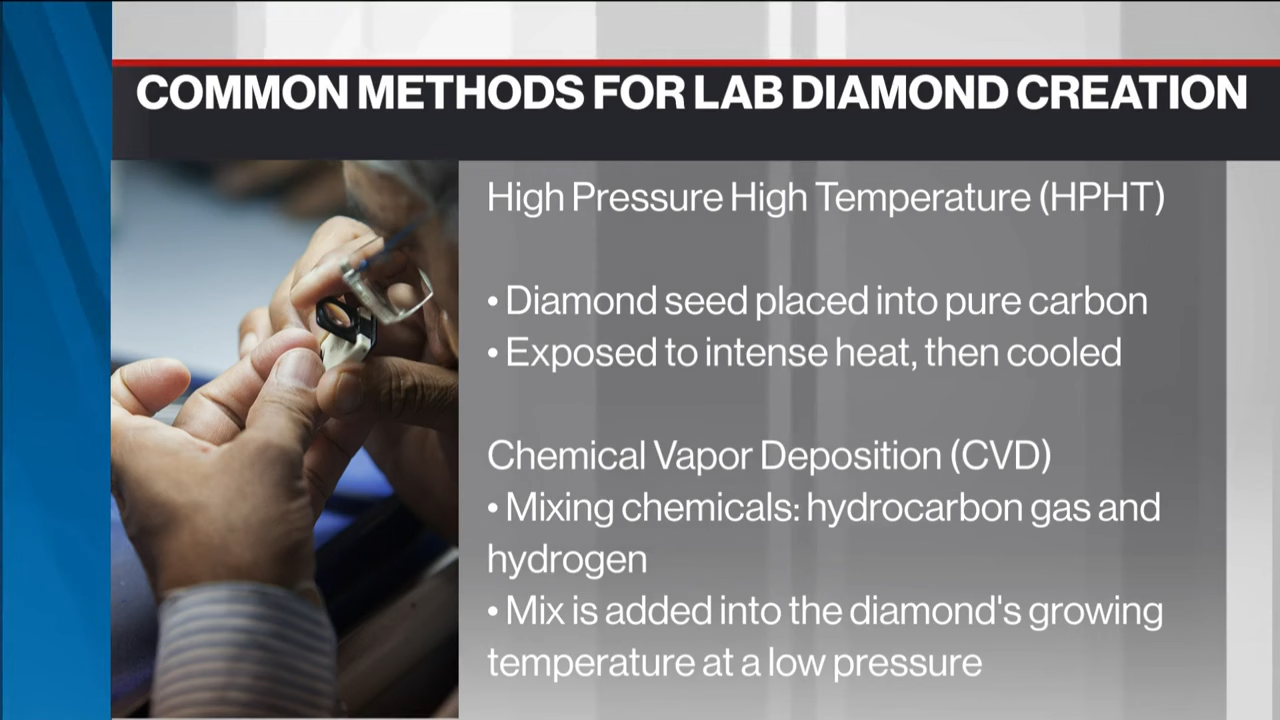 COMMON METHODS FOR LAB DIAMOND CREATION
High Pressure High Temperature (HPHT)
• Diamond seed placed into pure carbon
• Exposed to intense heat, then cooled
Chemical Vapor Deposition (CVD)
• Mixing chemicals: hydrocarbon gas and
hydrogen
• Mix is added into the diamond's growing
temperature at a low pressure